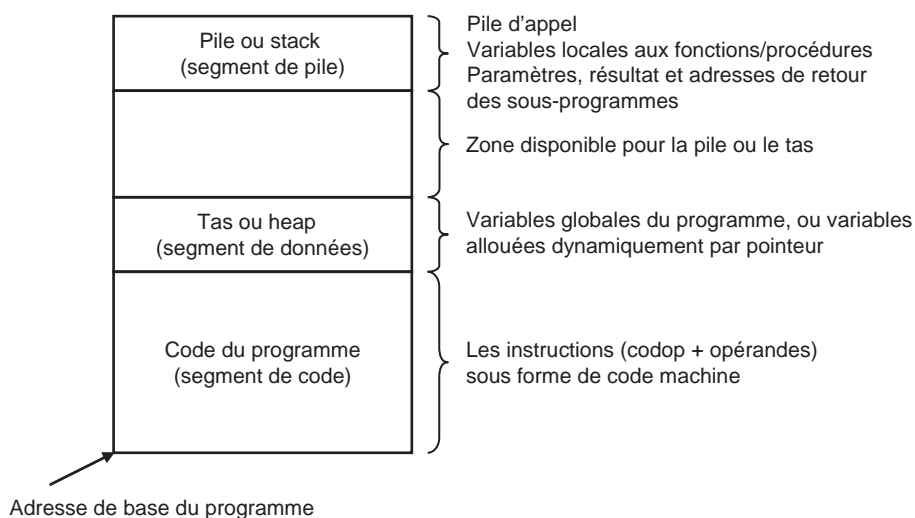 Pile ou stack
(segment de pile)
Pile d'appel
Variables locales aux fonctions/procédures
Paramètres, résultat et adresses de retour
des sous-programmes
Zone disponible pour la pile ou le tas
Tas ou heap
(segment de données)
Variables globales du programme, ou variables
allouées dynamiquement par pointeur
Code du programme
(segment de code)
Les instructions (codop + opérandes)
sous forme de code machine
Adresse de base du programme